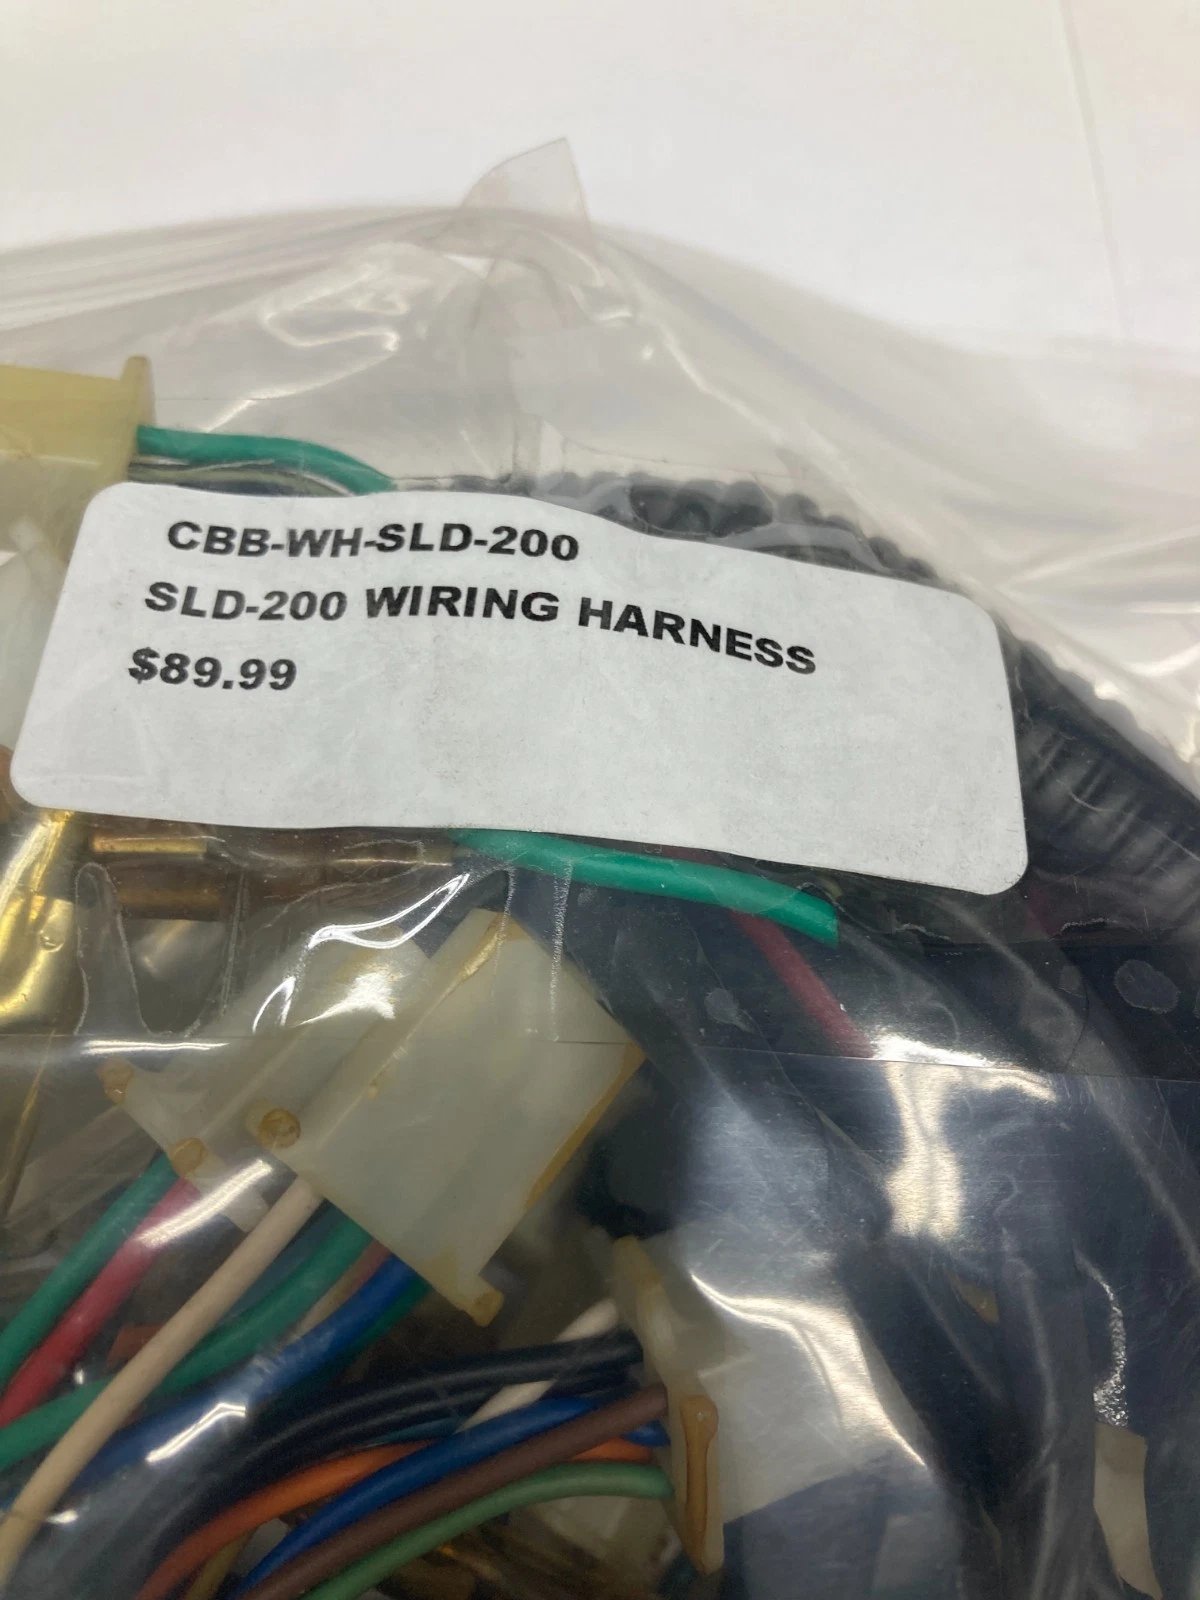 CBB-WH-SLD-200
SLD-200 WIRING HARNESS
$89.99